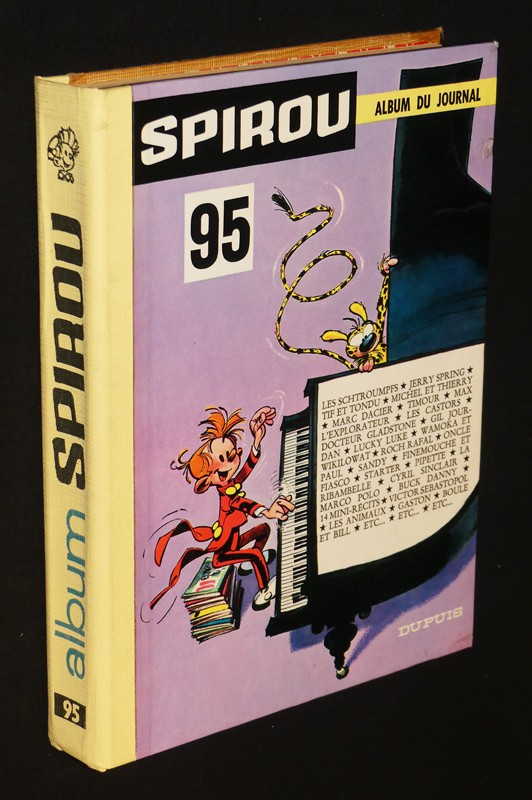 SPIROU
ALBUM DU JOURNAL
95
LES SCHTROUMPFS ★ JERRY SPRING ★
TIF ET TONDU ★ MICHEL ET THIERRY
★ MARC DACIER ★ TIMOUR ★ MAX
L'EXPLORATEUR ★ LES CASTORS ★
DOCTEUR GLADSTONE ★ GIL JOUR-
DAN ★ LUCKY LUKE ★ WAMOKA ET
WIKILOWAT ★ ROCH RAFAL ★ ONCLE
PAUL ★ SANDY ★ FINEMOUCHE ET
FIASCO ★ STARTER ★ PIPETTE ★ LA
RIBAMBELLE ★ CYRIL SINCLAIR ★
MARCO POLO ★ BUCK DANNY ★
14 MINI-RÉCITS ★ VICTOR SEBASTOPOL
★ LES ANIMAUX ★ GASTON ★ BOULE
ET BILL ★ ETC... ★ ETC... ★ ETC...
DUPUIS
album SPIROU
95